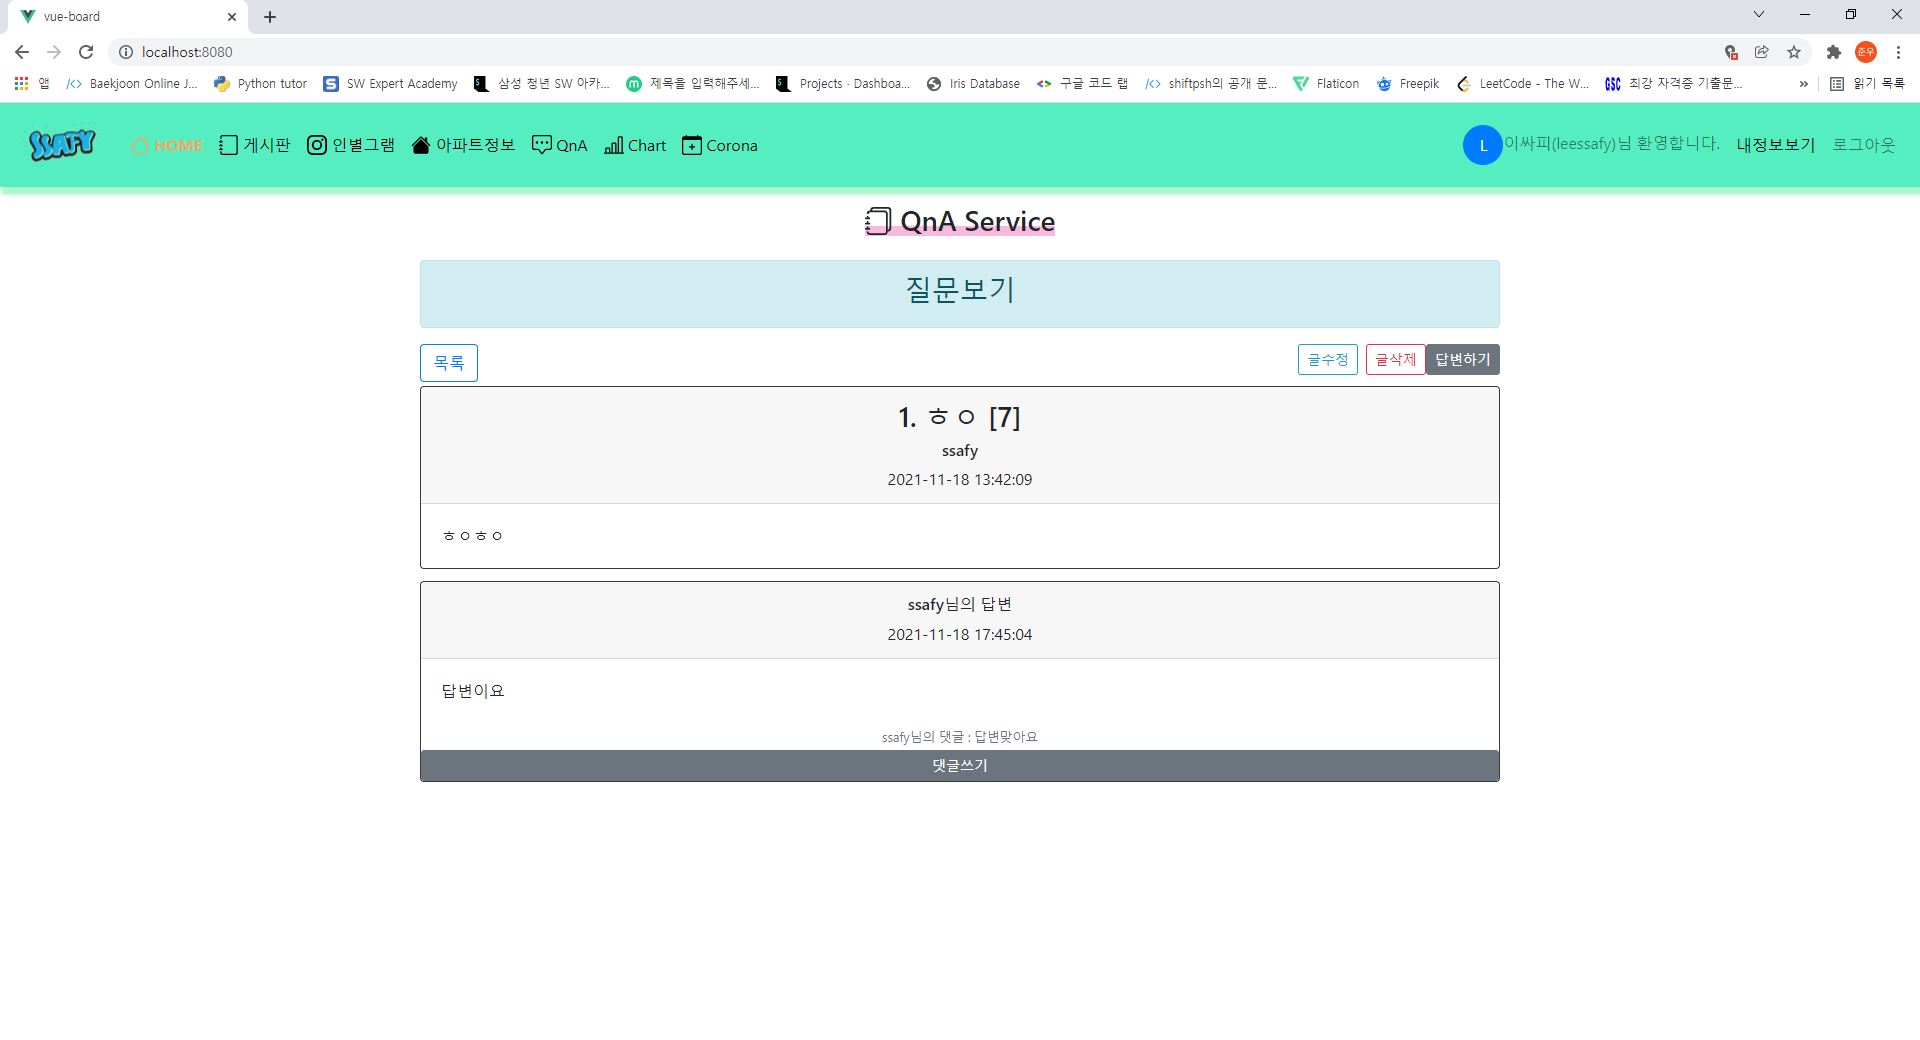 vue-board
localhost:8080
준우
앱 Baekjoon Online J... Python tutor SW Expert Academy 삼성 청년 SW 아카... 제목을 입력해주세... Projects · Dashboa... Iris Database 구글 코드 랩 shiftpsh의 공개 문... Flaticon Freepik LeetCode - The W... GSC 최강 자격증 기출문... » 읽기 목록
SSAFY HOME 게시판 인별그램 아파트정보 QnA Chart Corona L 이싸피(leessafy)님 환영합니다. 내정보보기 로그아웃
QnA Service
질문보기
목록 글수정 글삭제 답변하기
1. ㅎㅇ [7]
ssafy
2021-11-18 13:42:09
ㅎㅇㅎㅇ
ssafy님의 답변
2021-11-18 17:45:04
답변이요
ssafy님의 댓글 : 답변맞아요
댓글쓰기